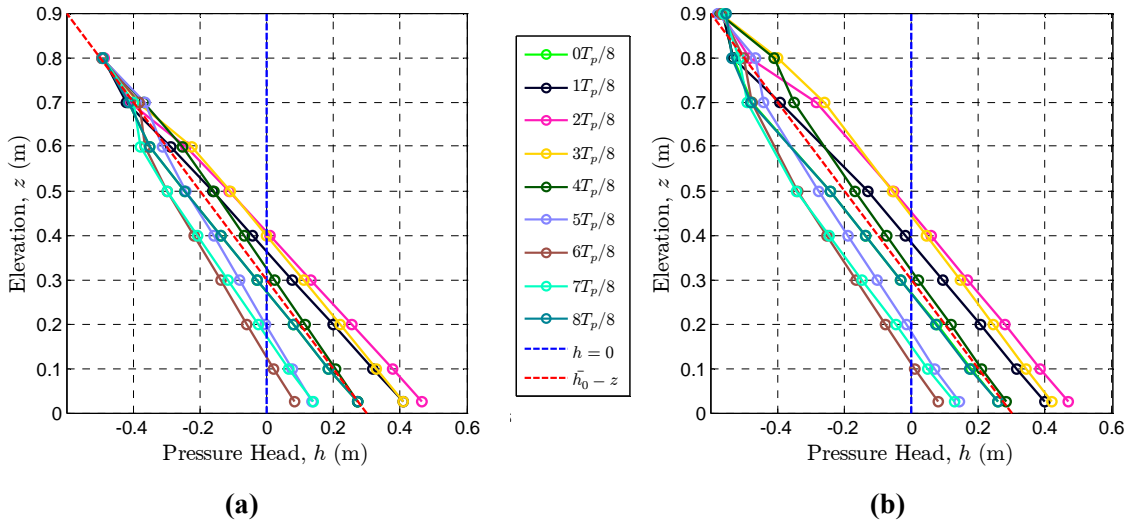 0.9
0.8
0.7
0.6
0.5
0.4
0.3
0.2
0.1
0
Elevation, z (m)
-0.4 -0.2 0 0.2 0.4 0.6
Pressure Head, h (m)
(a)
0T_p/8
1T_p/8
2T_p/8
3T_p/8
4T_p/8
5T_p/8
6T_p/8
7T_p/8
8T_p/8
h = 0
h̄_0 − z
0.9
0.8
0.7
0.6
0.5
0.4
0.3
0.2
0.1
0
Elevation, z (m)
-0.4 -0.2 0 0.2 0.4 0.6
Pressure Head, h (m)
(b)